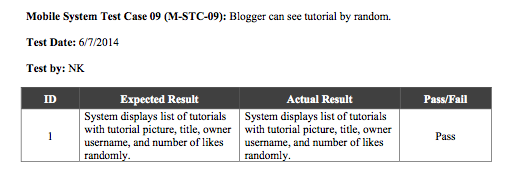 Mobile System Test Case 09 (M-STC-09): Blogger can see tutorial by random.
Test Date: 6/7/2014
Test by: NK
ID Expected Result Actual Result Pass/Fail
1
System displays list of tutorials
with tutorial picture, title, owner
username, and number of likes
randomly.
System displays list of tutorials
with tutorial picture, title, owner
username, and number of likes
randomly.
Pass